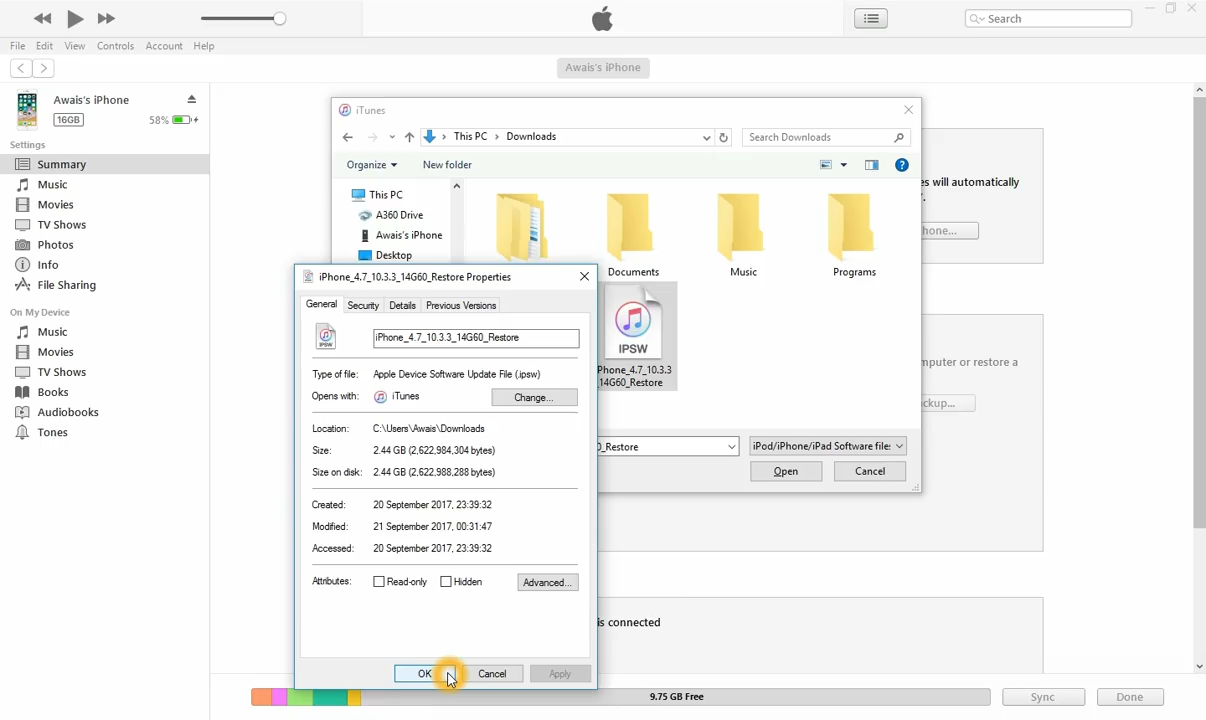 Search
File Edit View Controls Account Help
Awais's iPhone
Awais's iPhone
16GB 58%
Settings
Summary
Music
Movies
TV Shows
Photos
Info
File Sharing
On My Device
Music
Movies
TV Shows
Books
Audiobooks
Tones
iTunes
This PC Downloads
Search Downloads
Organize New folder
This PC
A360 Drive
Awais's iPhone
Desktop
Documents
Music
Programs
IPSW
Phone_4.7_10.3.3
14G60_Restore
_Restore
iPod/iPhone/iPad Software file:
Open Cancel
iPhone_4.7_10.3.3_14G60_Restore Properties
General Security Details Previous Versions
IPSW
iPhone_4.7_10.3.3_14G60_Restore
Type of file: Apple Device Software Update File (.ipsw)
Opens with: iTunes Change...
Location: C:\Users\Awais\Downloads
Size: 2.44 GB (2,622,984,304 bytes)
Size on disk: 2.44 GB (2,622,988,288 bytes)
Created: 20 September 2017, 23:39:32
Modified: 21 September 2017, 00:31:47
Accessed: 20 September 2017, 23:39:32
Attributes: Read-only Hidden Advanced...
OK Cancel Apply
es will automatically
hone...
mputer or restore a
ckup...
is connected
9.75 GB Free
Sync Done